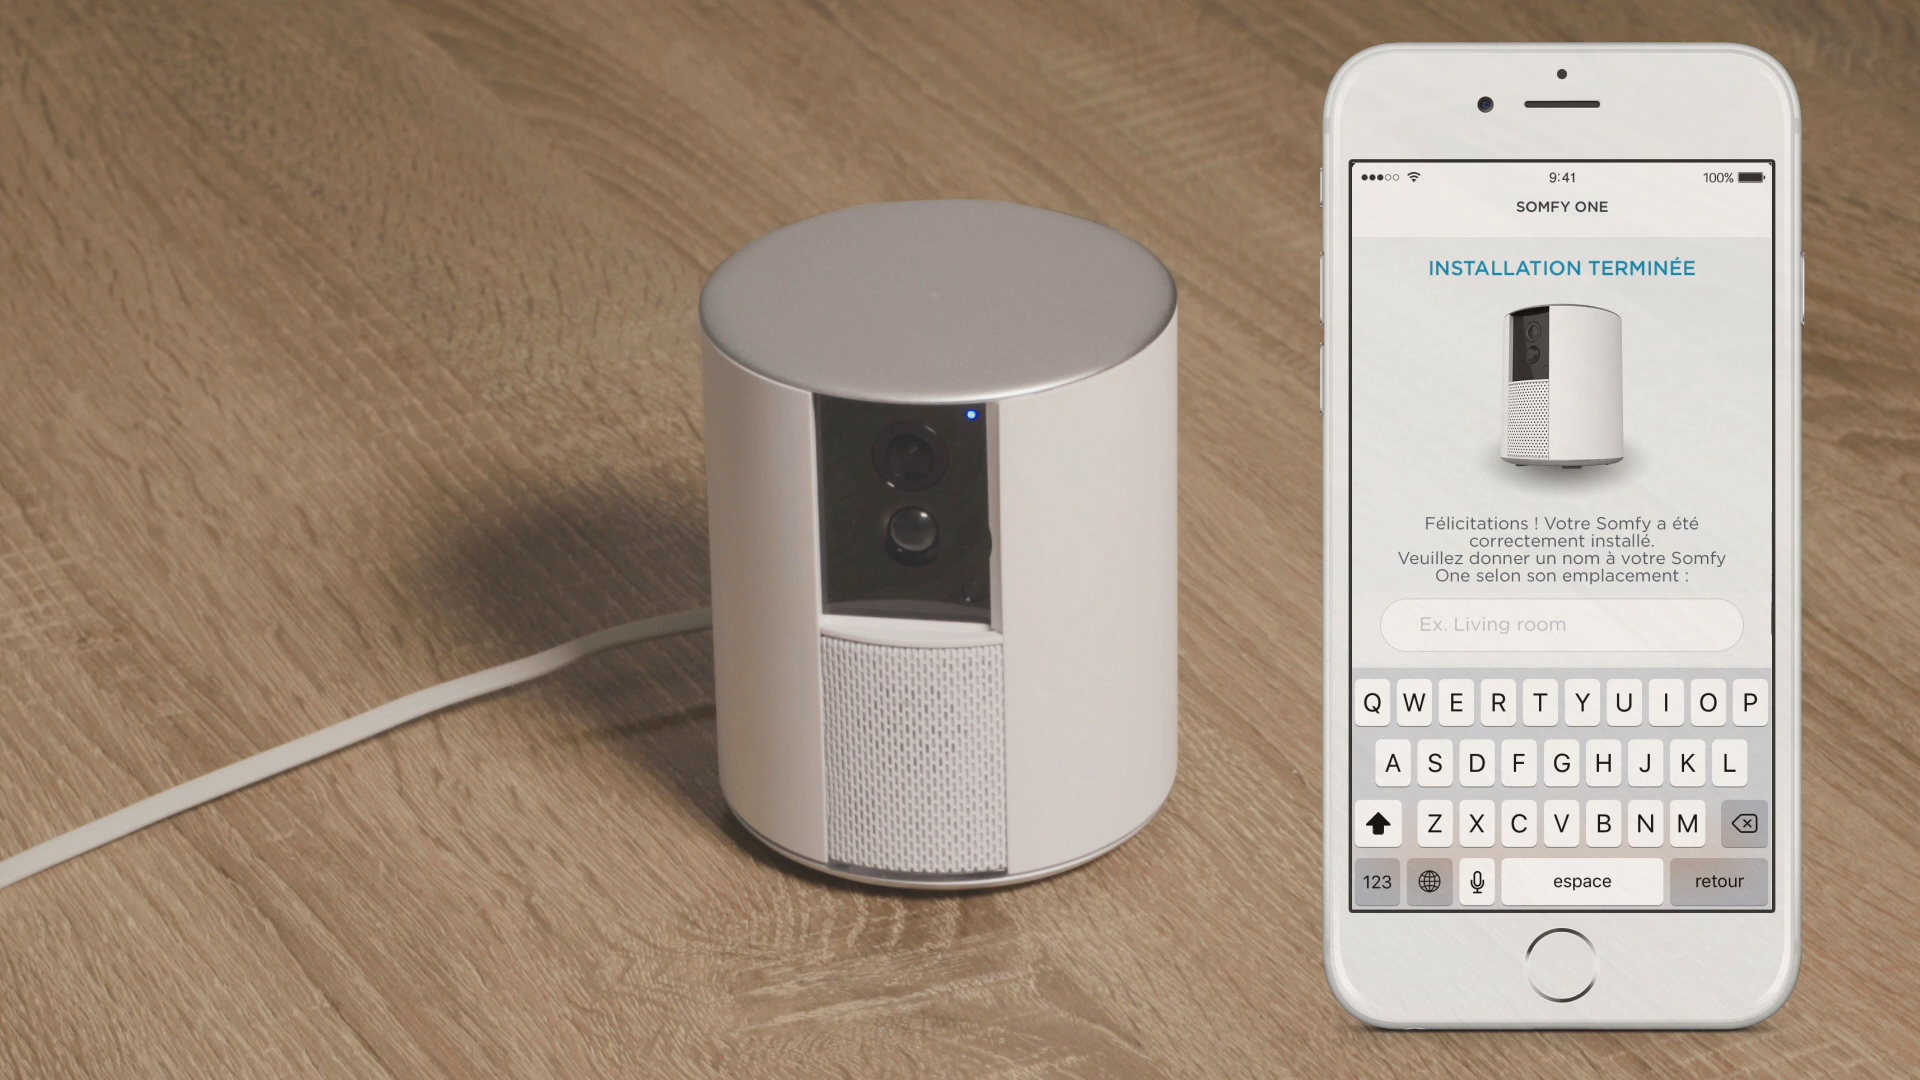 9:41
100%
SOMFY ONE
INSTALLATION TERMINÉE
Félicitations ! Votre Somfy a été
correctement installé.
Veuillez donner un nom à votre Somfy
One selon son emplacement :
Ex. Living room
Q W E R T Y U I O P
A S D F G H J K L
Z X C V B N M
123 espace retour